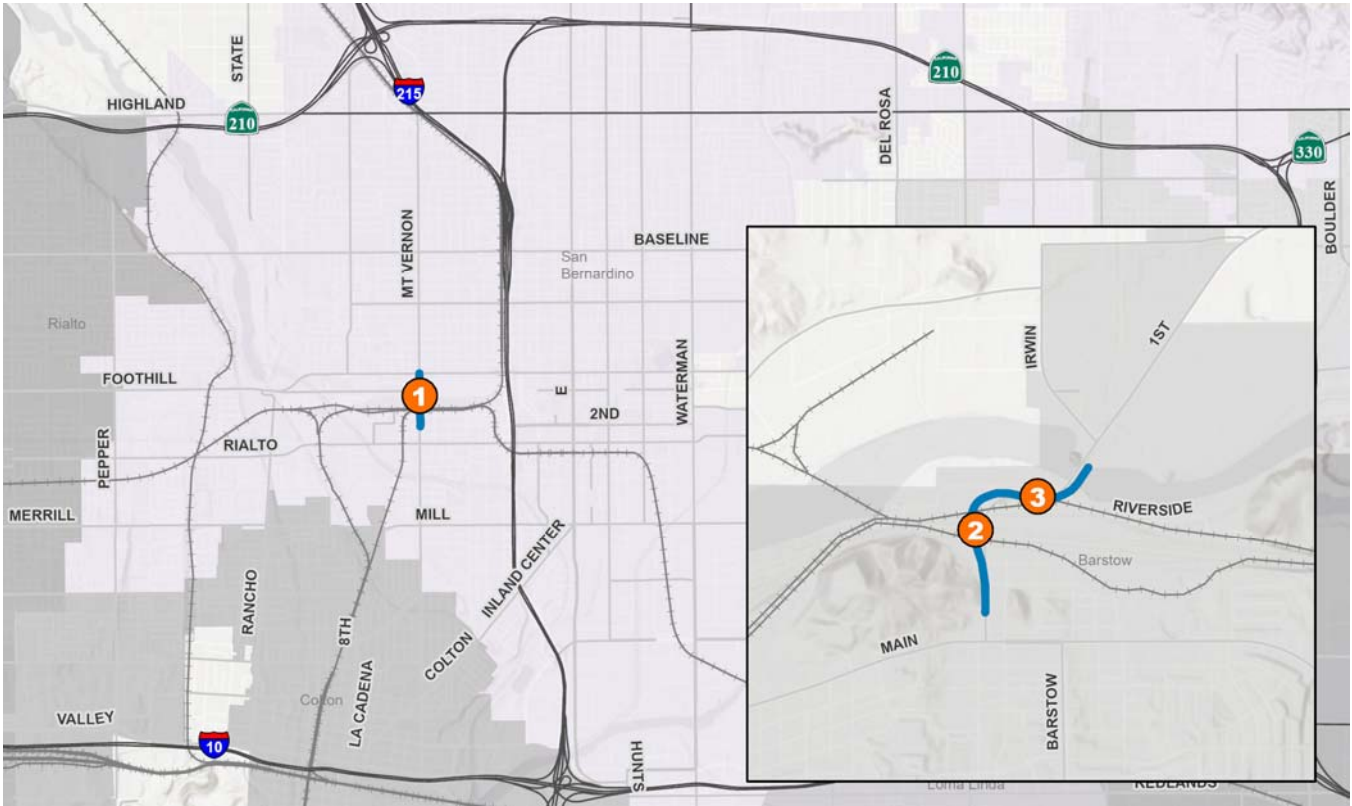 STATE
HIGHLAND
210
215
210
DEL ROSA
330
BOULDER
MT VERNON
BASELINE
San
Bernardino
Rialto
FOOTHILL
1
E
2ND
WATERMAN
PEPPER
RIALTO
MERRILL
MILL
RANCHO
8TH
LA CADENA
COLTON
INLAND CENTER
Colton
VALLEY
10
HUNTS
IRWIN
1ST
3
2
RIVERSIDE
Barstow
MAIN
BARSTOW
Loma Linda
REDLANDS